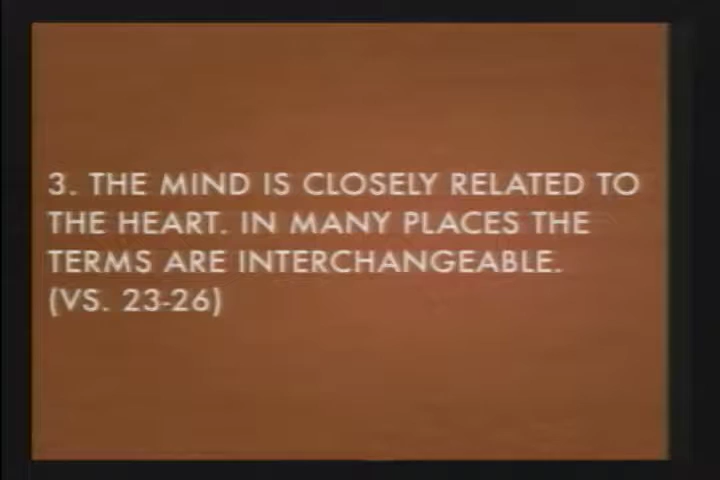 3. THE MIND IS CLOSELY RELATED TO
THE HEART. IN MANY PLACES THE
TERMS ARE INTERCHANGEABLE.
(VS. 23-26)